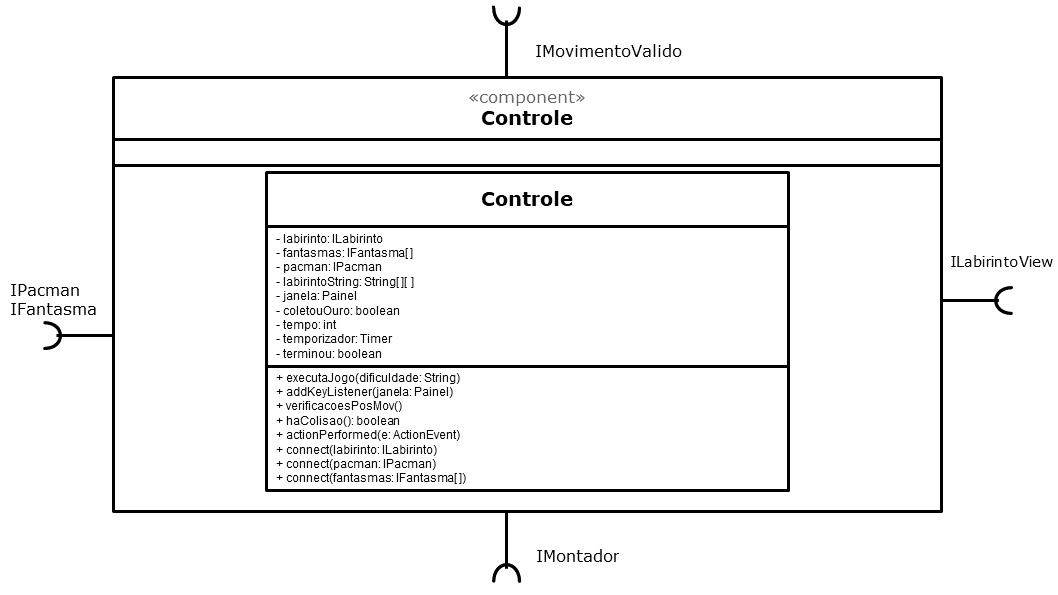 IMovimentoValido
«component»
Controle
Controle
- labirinto: ILabirinto
- fantasmas: IFantasma[ ]
- pacman: IPacman
- labirintoString: String[ ][ ]
- janela: Painel
- coletouOuro: boolean
- tempo: int
- temporizador: Timer
- terminou: boolean
+ executaJogo(dificuldade: String)
+ addKeyListener(janela: Painel)
+ verificacoesPosMov()
+ haColisao(): boolean
+ actionPerformed(e: ActionEvent)
+ connect(labirinto: ILabirinto)
+ connect(pacman: IPacman)
+ connect(fantasmas: IFantasma[ ])
IPacman
IFantasma
ILabirintoView
IMontador